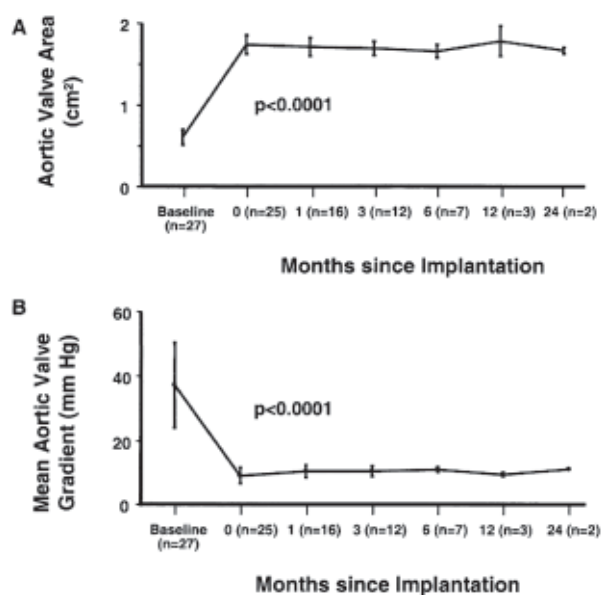 A
Aortic Valve Area
(cm²)
2
1
0
p<0.0001
Baseline
(n=27)
0 (n=25)
1 (n=16)
3 (n=12)
6 (n=7)
12 (n=3)
24 (n=2)
Months since Implantation
B
Mean Aortic Valve
Gradient (mm Hg)
60
40
20
0
p<0.0001
Baseline
(n=27)
0 (n=25)
1 (n=16)
3 (n=12)
6 (n=7)
12 (n=3)
24 (n=2)
Months since Implantation